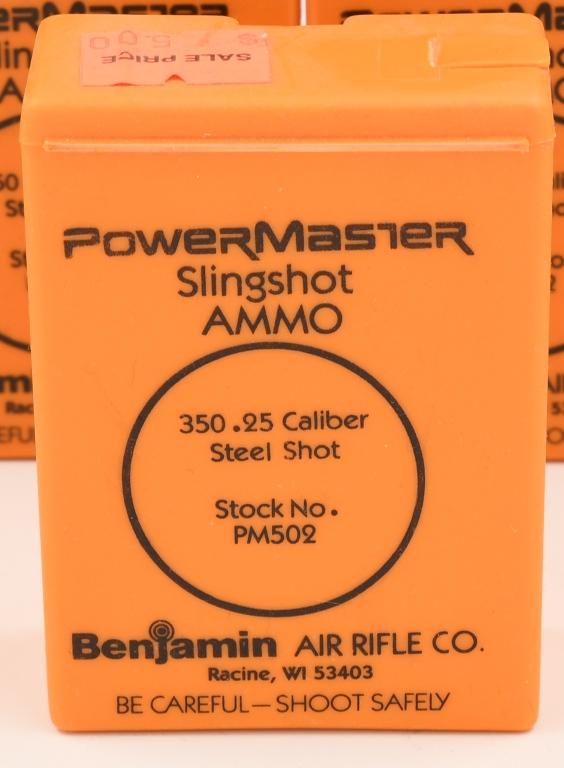 SALE PRICE
PowerMaster
Slingshot
AMMO
350 .25 Caliber
Steel Shot
Stock No.
PM502
Benjamin AIR RIFLE CO.
Racine, WI 53403
BE CAREFUL—SHOOT SAFELY